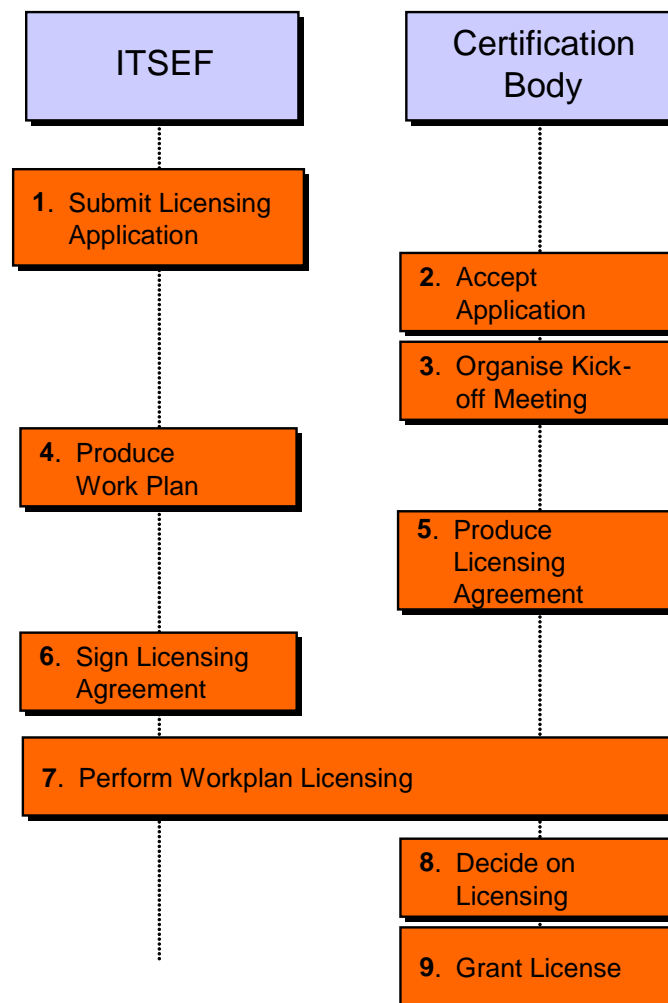 ITSEF
Certification
Body
1. Submit Licensing
Application
2. Accept
Application
3. Organise Kick-
off Meeting
4. Produce
Work Plan
5. Produce
Licensing
Agreement
6. Sign Licensing
Agreement
7. Perform Workplan Licensing
8. Decide on
Licensing
9. Grant License